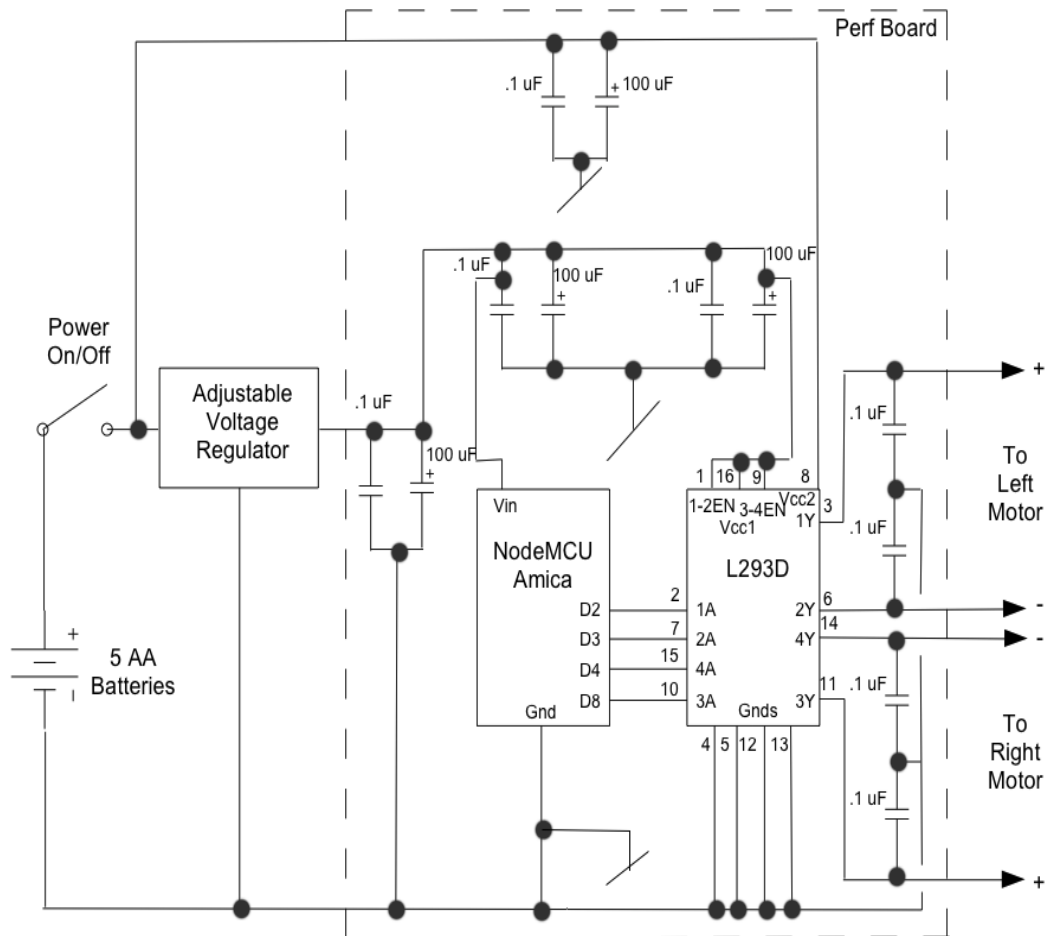 Perf Board
.1 uF
+ 100 uF
.1 uF
100 uF
+
.1 uF
100 uF
+
Power
On/Off
Adjustable
Voltage
Regulator
.1 uF
100 uF
+
+
5 AA
Batteries
Vin
NodeMCU
Amica
D2
D3
D4
D8
Gnd
2
7
15
10
1 16 9 8
1-2EN 3-4EN Vcc2
Vcc1
1Y
L293D
1A
2A
4A
3A
2Y
4Y
3Y
Gnds
4 5 12 13
3
6
14
11
.1 uF
.1 uF
.1 uF
.1 uF
+
To
Left
Motor
-
-
To
Right
Motor
+